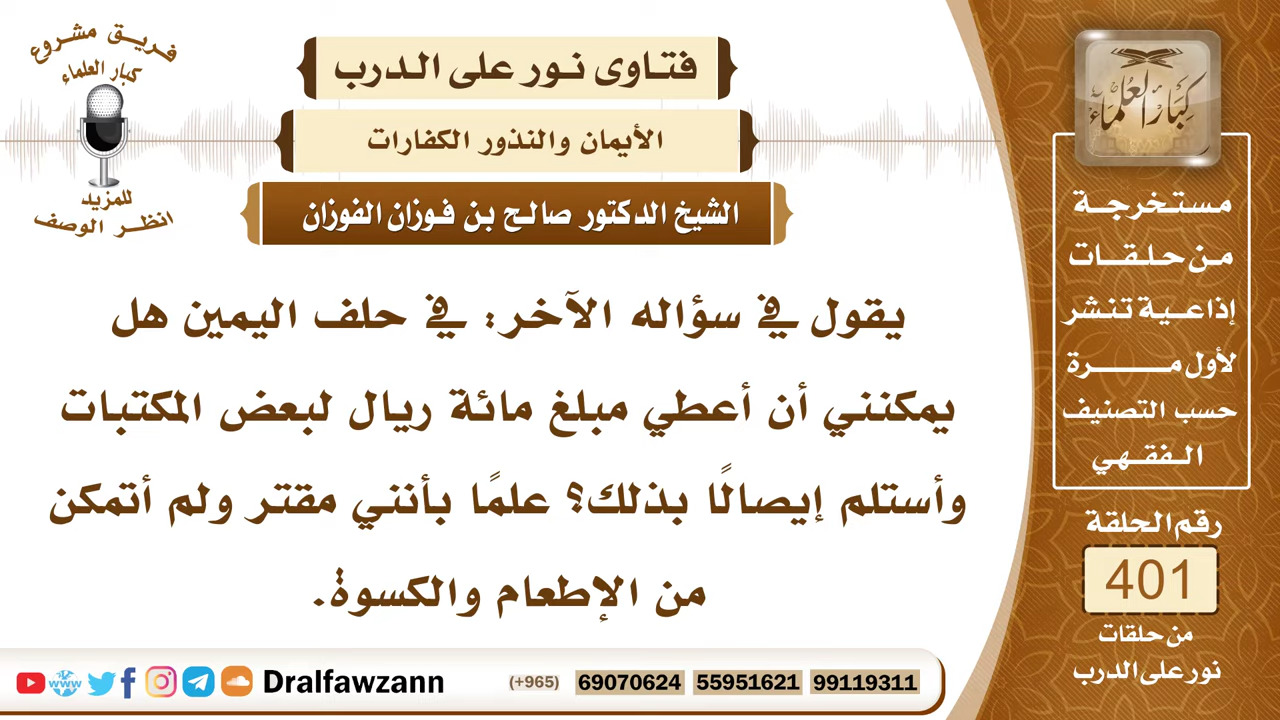 فريق مشروع
كبار العلماء
للمزيد
انظر الوصف
فتاوى نور على الدرب
الأيمان والنذور الكفارات
الشيخ الدكتور صالح بن فوزان الفوزان
يقول في سؤاله الآخر: في حلف اليمين هل
يمكنني أن أعطي مبلغ مائة ريال لبعض المكتبات
وأستلم إيصالًا بذلك؟ علمًا بأنني مقتر ولم أتمكن
من الإطعام والكسوة.
كبار العلماء
مستخرجة
من حلقات
إذاعية تنشر
لأول مرة
حسب التصنيف
الفقهي
رقم الحلقة
401
من حلقات
نور على الدرب
www
Dralfawzann
(+965) 69070624 55951621 99119311